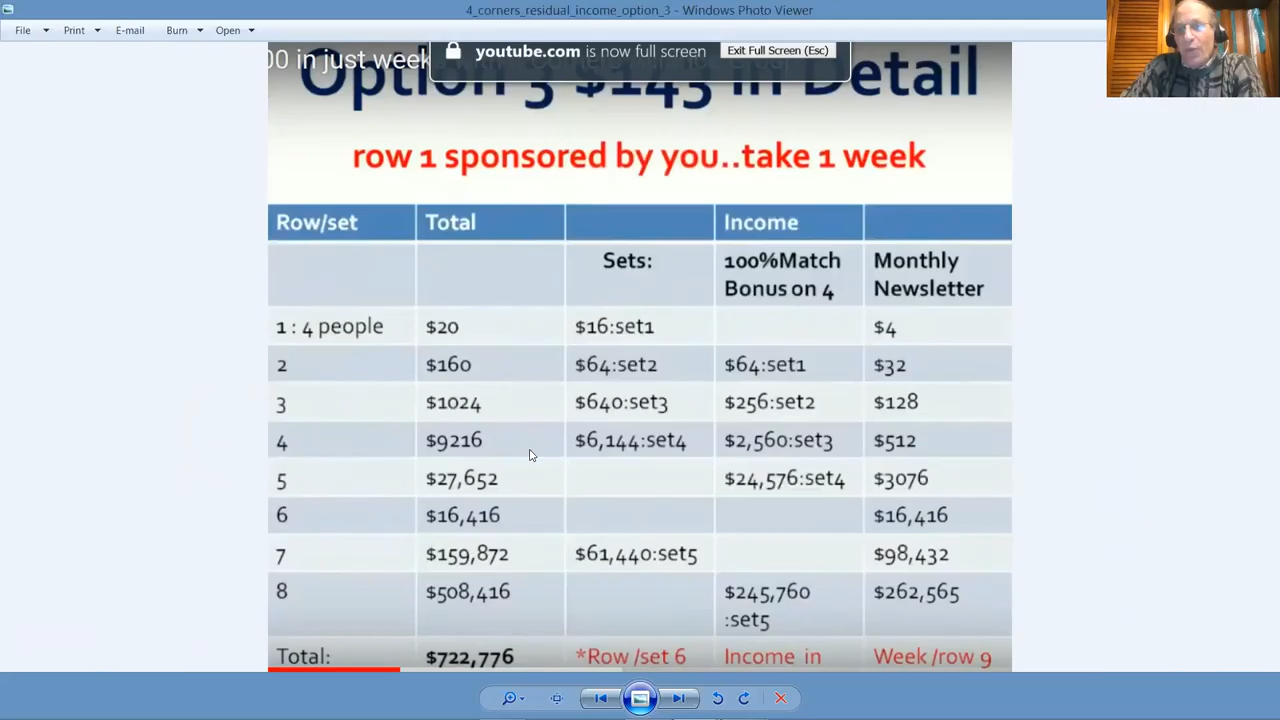 4_corners_residual_income_option_3 - Windows Photo Viewer
File Print E-mail Burn Open
00 in just week
youtube.com is now full screen Exit Full Screen (Esc)
Option 3 $143 in Detail
row 1 sponsored by you..take 1 week
Row/set Total Income
Sets: 100%Match Monthly
Bonus on 4 Newsletter
1 : 4 people $20 $16:set1 $4
2 $160 $64:set2 $64:set1 $32
3 $1024 $640:set3 $256:set2 $128
4 $9216 $6,144:set4 $2,560:set3 $512
5 $27,652 $24,576:set4 $3076
6 $16,416 $16,416
7 $159,872 $61,440:set5 $98,432
8 $508,416 $245,760 $262,565
:set5
Total: $722,776 *Row /set 6 Income in Week /row 9